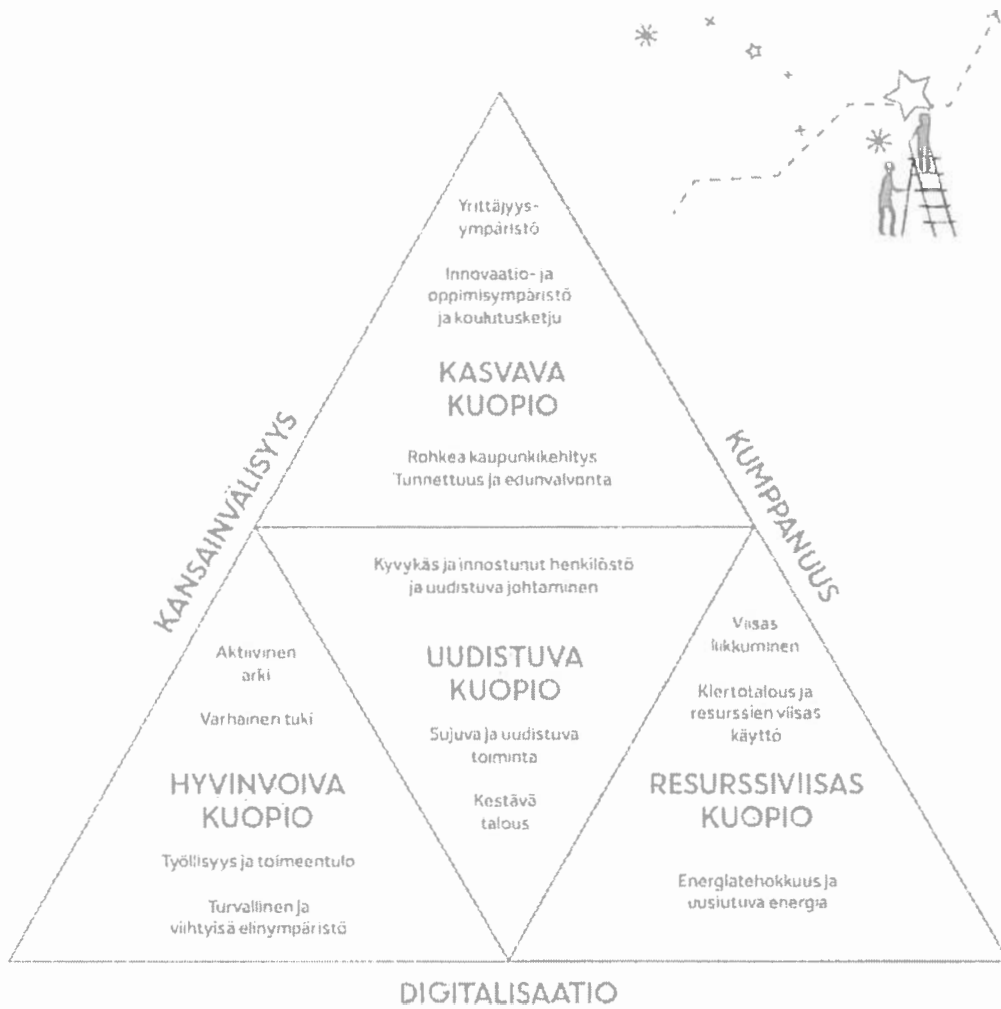 Yrittäjyys-
ympäristö
Innovaatio- ja
oppimisympäristö
ja koulutusketju
KASVAVA
KUOPIO
Rohkea kaupunkikehitys
Tunnettuus ja edunvalvonta
KANSAINVÄLISYYS
KUMPPANUUS
Kyvykäs ja innostunut henkilöstö
ja uudistuva johtaminen
UUDISTUVA
KUOPIO
Sujuva ja uudistuva
toiminta
Kestävä
talous
Aktiivinen
arki
Varhainen tuki
HYVINVOIVA
KUOPIO
Työllisyys ja toimeentulo
Turvallinen ja
viihtyisä elinympäristö
Viisas
liikkuminen
Kiertotalous ja
resurssien viisas
käyttö
RESURSSIVIISAS
KUOPIO
Energiatehokkuus ja
uusiutuva energia
DIGITALISAATIO